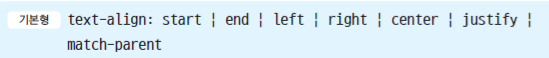 기본형 text-align: start ¦ end ¦ left ¦ right ¦ center ¦ justify ¦
match-parent